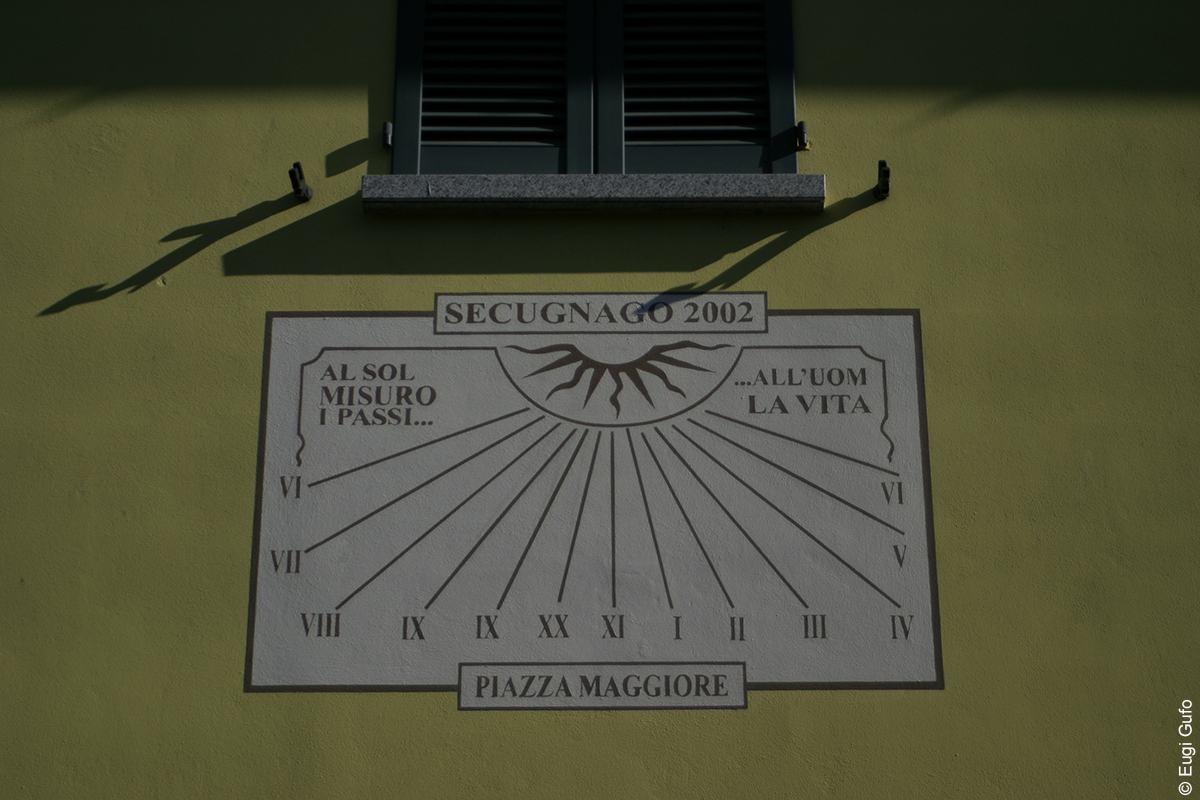 SECUGNAGO 2002
AL SOL
MISURO
I PASSI...
...ALL'UOM
LA VITA
VI
VII
VIII
IX
IX
XX
XI
I
II
III
IV
V
VI
PIAZZA MAGGIORE
© Eugi Gufo